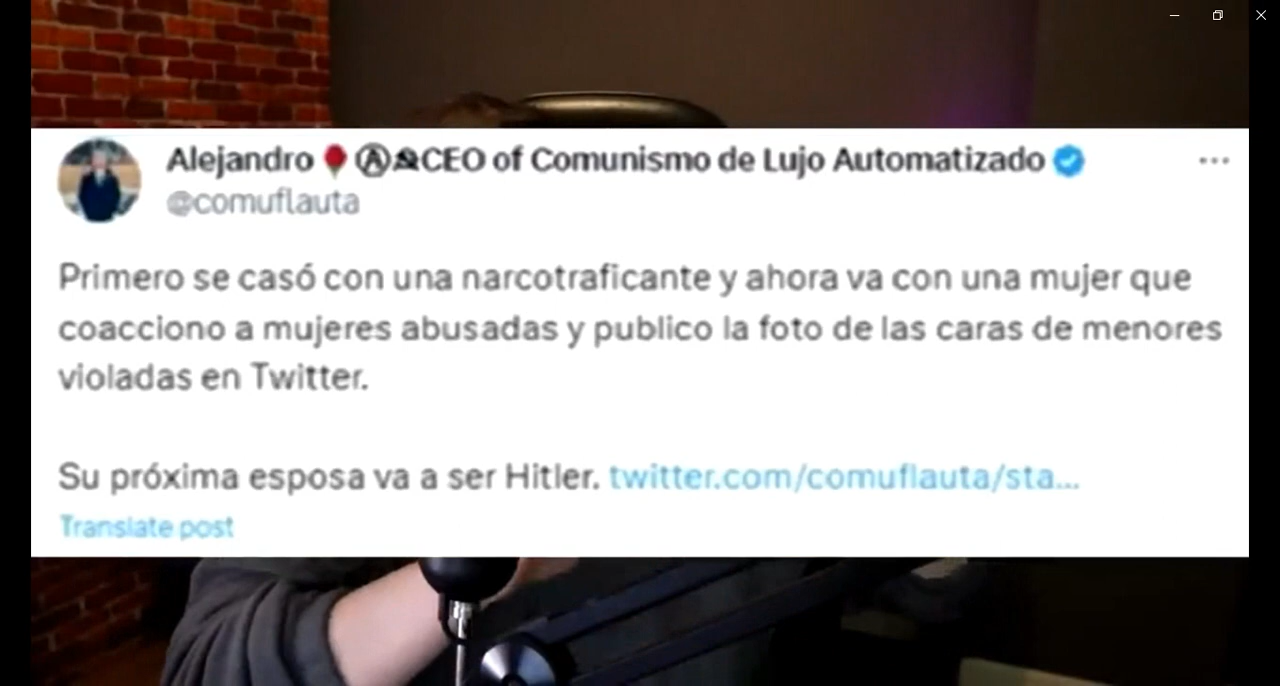 Alejandro🌹Ⓐ☭CEO of Comunismo de Lujo Automatizado
@comuflauta
Primero se casó con una narcotraficante y ahora va con una mujer que
coacciono a mujeres abusadas y publico la foto de las caras de menores
violadas en Twitter.
Su próxima esposa va a ser Hitler. twitter.com/comuflauta/sta...
Translate post